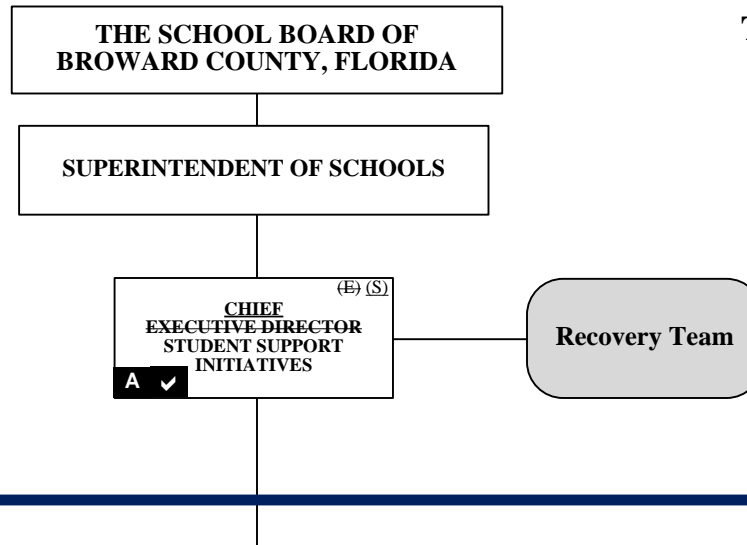 THE SCHOOL BOARD OF
BROWARD COUNTY, FLORIDA
SUPERINTENDENT OF SCHOOLS
(E) (S)
CHIEF
EXECUTIVE DIRECTOR
STUDENT SUPPORT
INITIATIVES
A
Recovery Team